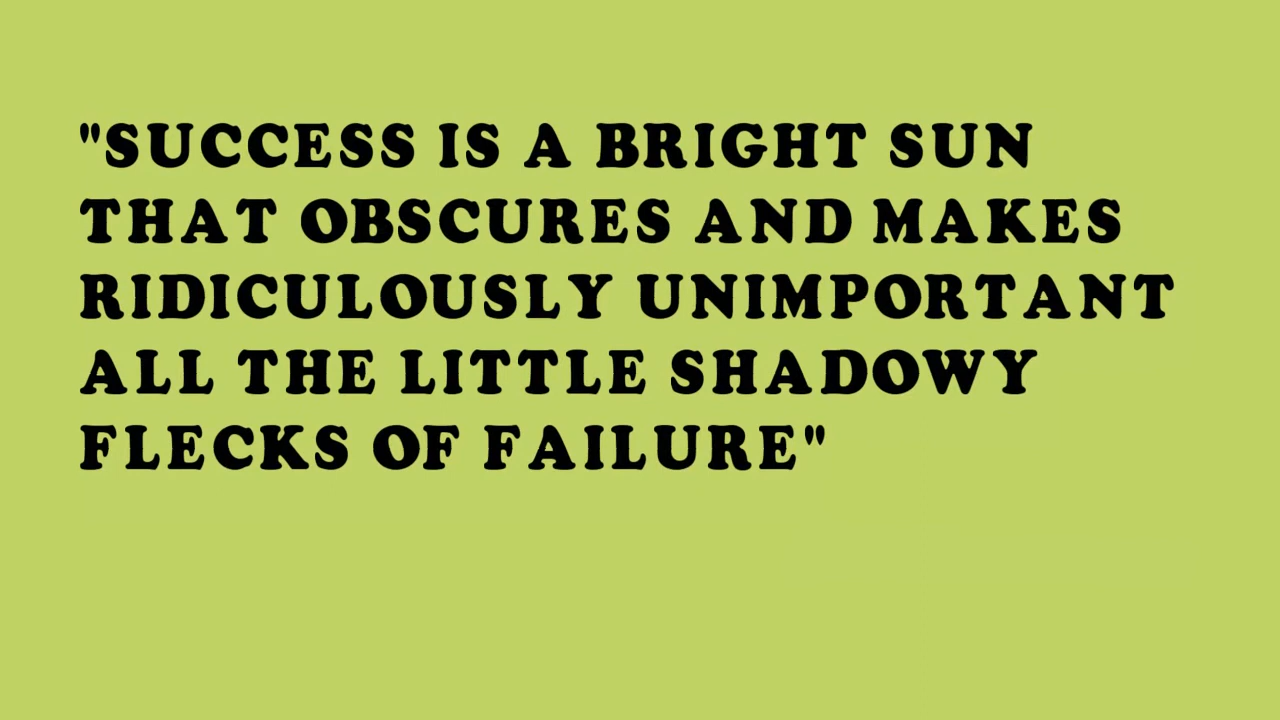 "SUCCESS IS A BRIGHT SUN
THAT OBSCURES AND MAKES
RIDICULOUSLY UNIMPORTANT
ALL THE LITTLE SHADOWY
FLECKS OF FAILURE"